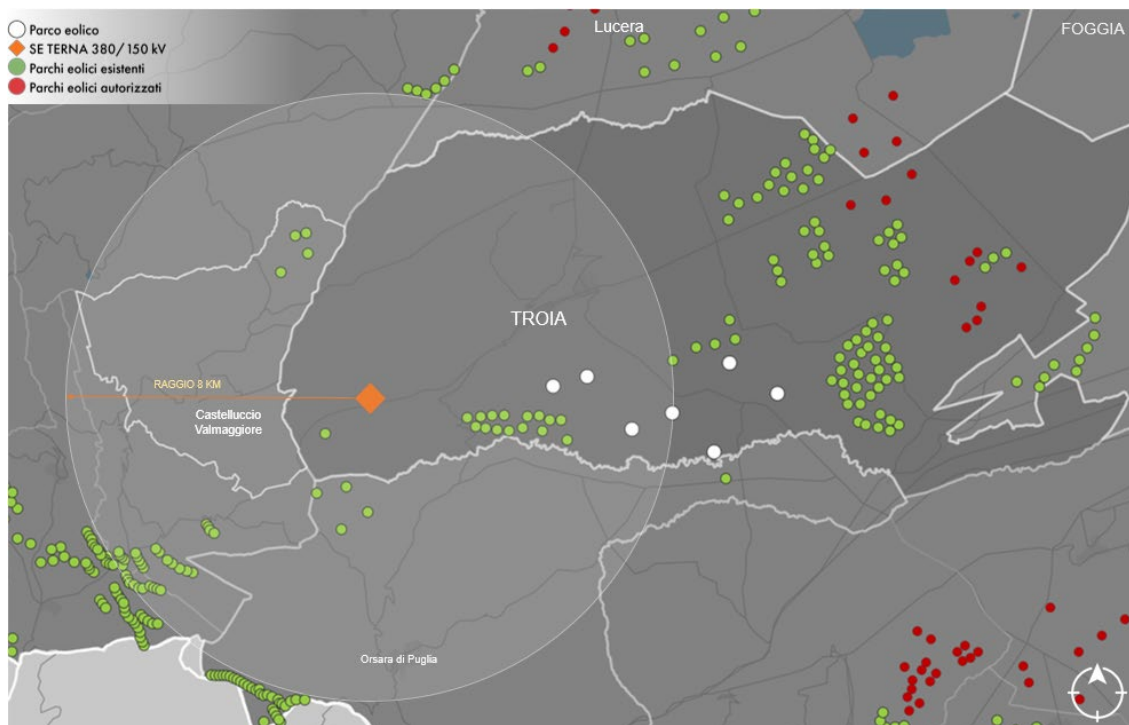 Parco eolico
SE TERNA 380/150 kV
Parchi eolici esistenti
Parchi eolici autorizzati
Lucera
FOGGIA
TROIA
RAGGIO 8 KM
Castelluccio
Valmaggiore
Orsara di Puglia